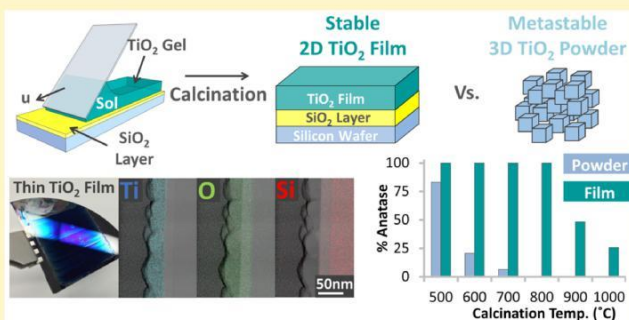 Stable
2D TiO₂ Film
Metastable
3D TiO₂ Powder
TiO₂ Gel
u
Sol
SiO₂
Layer
Calcination
TiO₂ Film
SiO₂ Layer
Silicon Wafer
Vs.
Thin TiO₂ Film
Ti
O
Si
50nm
% Anatase
100
75
50
25
0
Powder
Film
500 600 700 800 900 1000
Calcination Temp. (˚C)